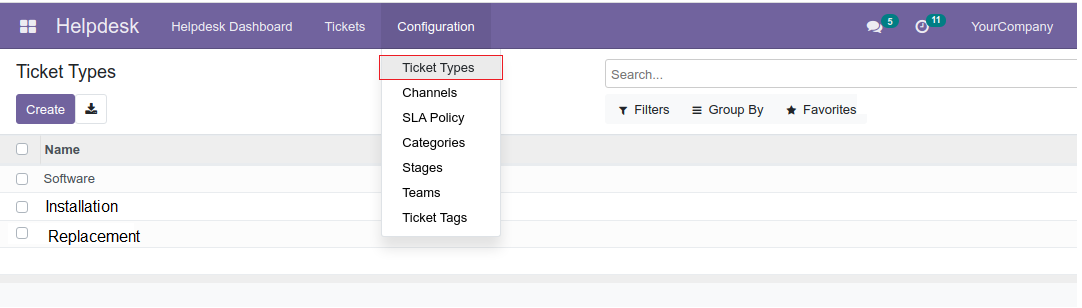 Helpdesk Helpdesk Dashboard Tickets Configuration 5 11 YourCompany
Ticket Types
Search...
Create
Filters Group By Favorites
Ticket Types
Channels
SLA Policy
Categories
Stages
Teams
Ticket Tags
Name
Software
Installation
Replacement